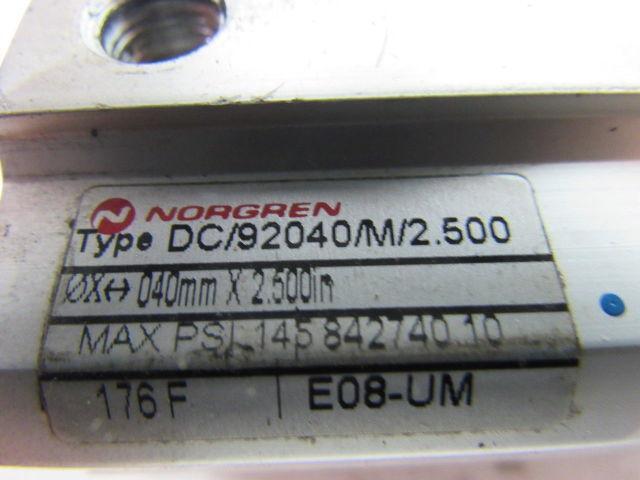 NORGREN
Type DC/92040/M/2.500
ØX↔ 040mm X 2.500in
MAX PSI. 145 842740.10
176 F E08-UM